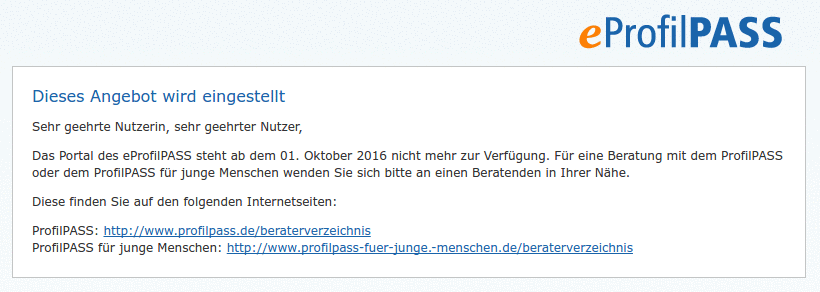 eProfilPASS
Dieses Angebot wird eingestellt
Sehr geehrte Nutzerin, sehr geehrter Nutzer,
Das Portal des eProfilPASS steht ab dem 01. Oktober 2016 nicht mehr zur Verfügung. Für eine Beratung mit dem ProfilPASS
oder dem ProfilPASS für junge Menschen wenden Sie sich bitte an einen Beratenden in Ihrer Nähe.
Diese finden Sie auf den folgenden Internetseiten:
ProfilPASS: http://www.profilpass.de/beraterverzeichnis
ProfilPASS für junge Menschen: http://www.profilpass-fuer-junge.-menschen.de/beraterverzeichnis